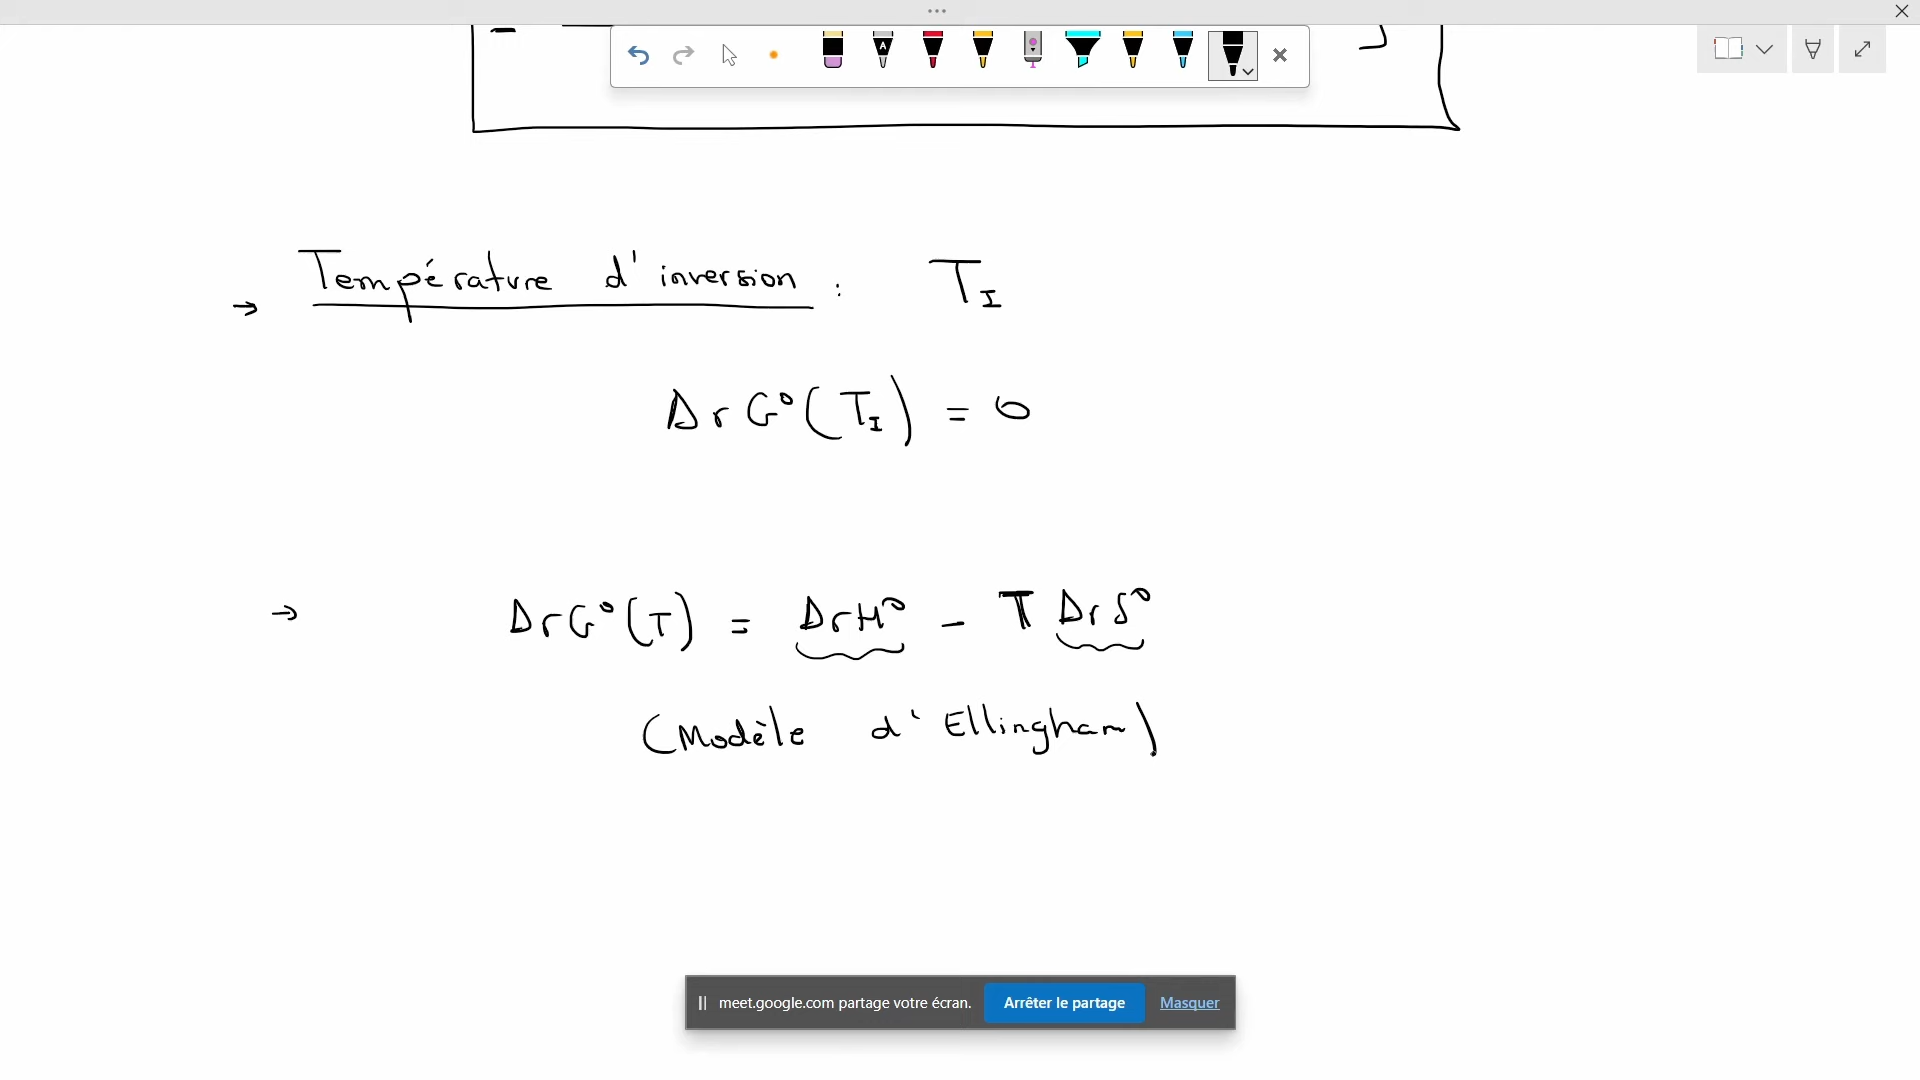 → Température d'inversion : T_I
ΔrG°(T_I) = 0
→ ΔrG°(T) = ΔrH° - T ΔrS°
(Modèle d'Ellingham)
meet.google.com partage votre écran. Arrêter le partage Masquer